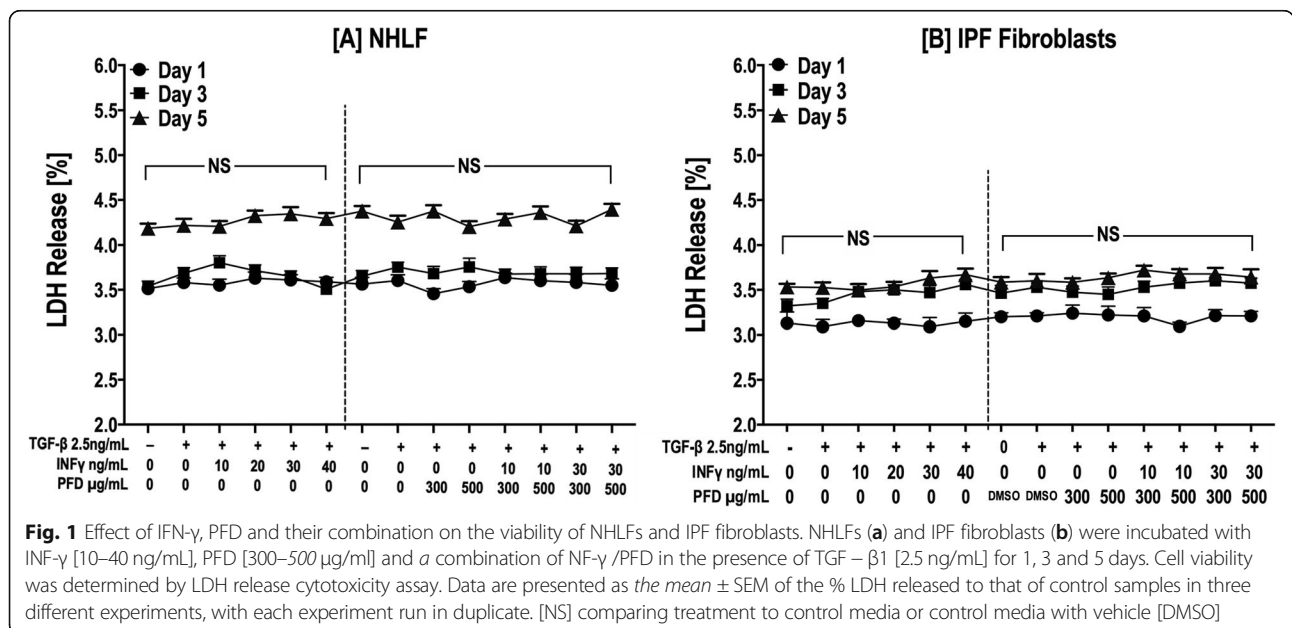 [A] NHLF
6.0
5.5
5.0
4.5
4.0
3.5
3.0
2.5
2.0
LDH Release [%]
Day 1
Day 3
Day 5
NS
NS
TGF-β 2.5ng/mL – + + + + + – + + + + + + +
INFγ ng/mL 0 0 10 20 30 40 0 0 0 0 10 10 30 30
PFD µg/mL 0 0 0 0 0 0 0 0 300 500 300 500 300 500
[B] IPF Fibroblasts
6.0
5.5
5.0
4.5
4.0
3.5
3.0
2.5
2.0
LDH Release [%]
Day 1
Day 3
Day 5
NS
NS
TGF-β 2.5ng/mL - + + + + + 0 + + + + + + +
INFγ ng/mL 0 0 10 20 30 40 0 0 0 0 10 10 30 30
PFD µg/mL 0 0 0 0 0 0 DMSO DMSO 300 500 300 500 300 500
Fig. 1 Effect of IFN-γ, PFD and their combination on the viability of NHLFs and IPF fibroblasts. NHLFs (a) and IPF fibroblasts (b) were incubated with
INF-γ [10–40 ng/mL], PFD [300–500 µg/ml] and a combination of NF-γ /PFD in the presence of TGF – β1 [2.5 ng/mL] for 1, 3 and 5 days. Cell viability
was determined by LDH release cytotoxicity assay. Data are presented as the mean ± SEM of the % LDH released to that of control samples in three
different experiments, with each experiment run in duplicate. [NS] comparing treatment to control media or control media with vehicle [DMSO]